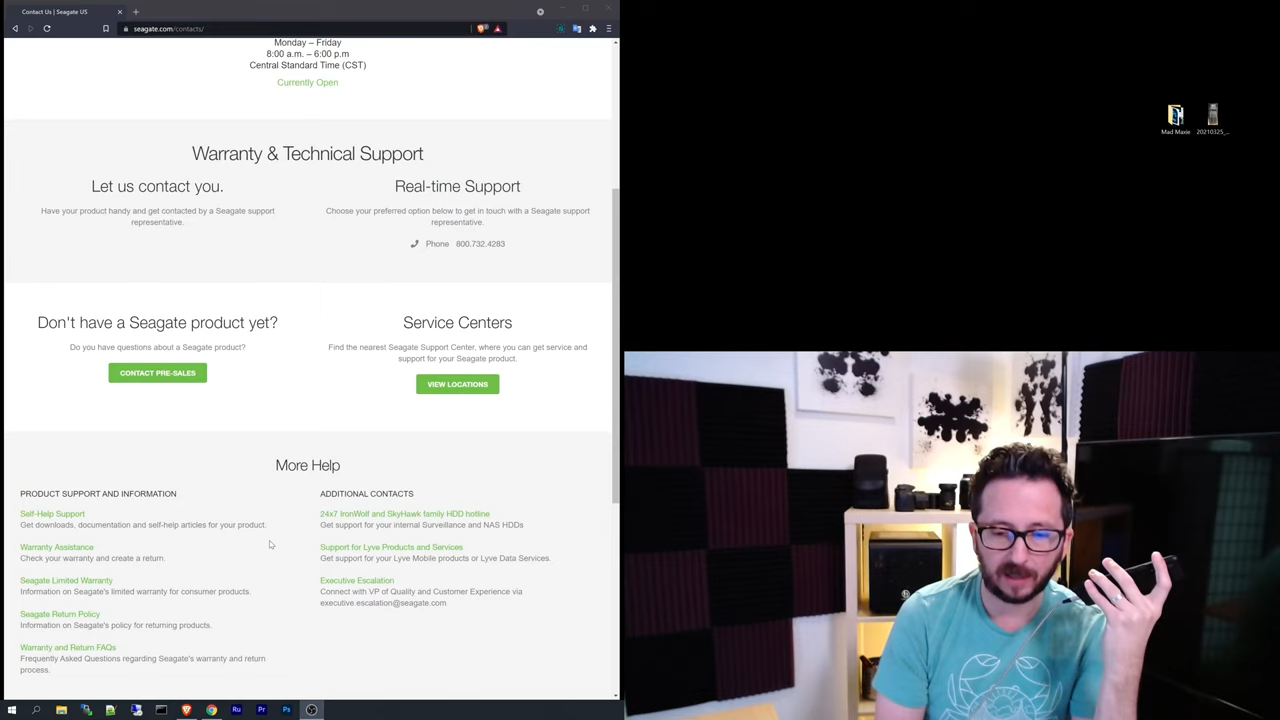 Contact Us | Seagate US
seagate.com/contacts/
Monday – Friday
8:00 a.m. – 6:00 p.m
Central Standard Time (CST)
Currently Open
Warranty & Technical Support
Let us contact you.
Have your product handy and get contacted by a Seagate support
representative.
Real-time Support
Choose your preferred option below to get in touch with a Seagate support
representative.
Phone 800.732.4283
Don't have a Seagate product yet?
Do you have questions about a Seagate product?
CONTACT PRE-SALES
Service Centers
Find the nearest Seagate Support Center, where you can get service and
support for your Seagate product.
VIEW LOCATIONS
More Help
PRODUCT SUPPORT AND INFORMATION
Self-Help Support
Get downloads, documentation and self-help articles for your product.
Warranty Assistance
Check your warranty and create a return.
Seagate Limited Warranty
Information on Seagate's limited warranty for consumer products.
Seagate Return Policy
Information on Seagate's policy for returning products.
Warranty and Return FAQs
Frequently Asked Questions regarding Seagate's warranty and return
process.
ADDITIONAL CONTACTS
24x7 IronWolf and SkyHawk family HDD hotline
Get support for your internal Surveillance and NAS HDDs
Support for Lyve Products and Services
Get support for your Lyve Mobile products or Lyve Data Services.
Executive Escalation
Connect with VP of Quality and Customer Experience via
executive.escalation@seagate.com
Mad Maxie
20210325_...
Ru
Pr
Ps